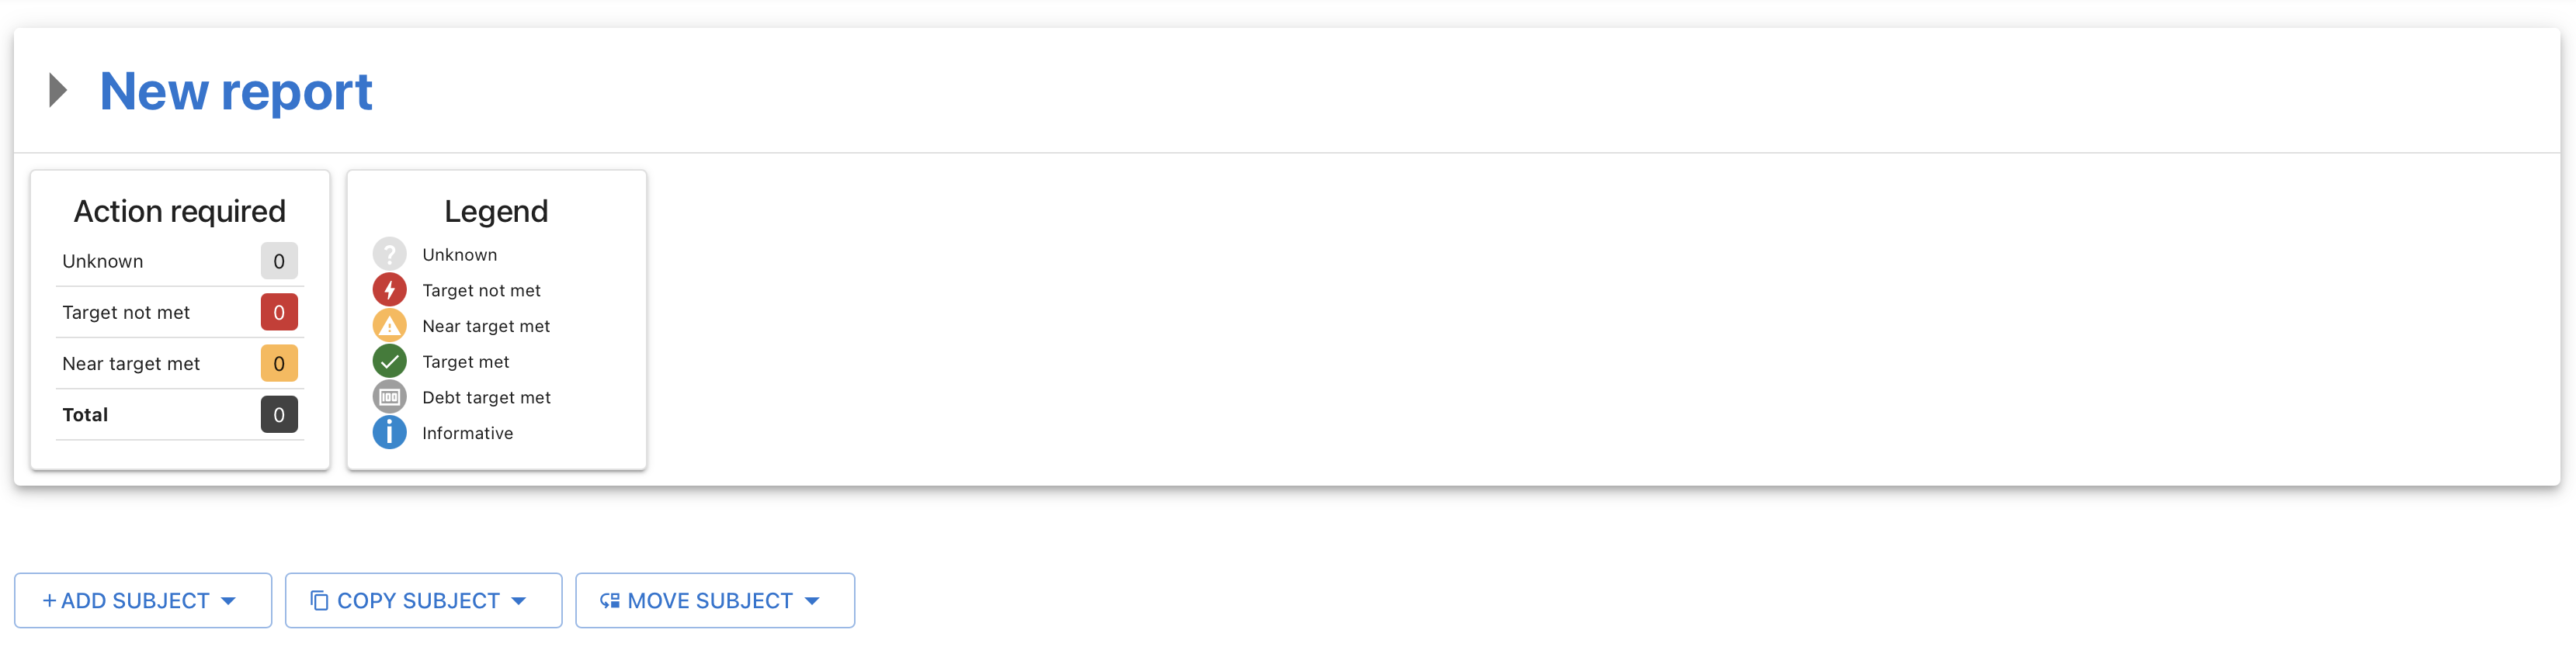 New report
Action required
Unknown 0
Target not met 0
Near target met 0
Total 0
Legend
? Unknown
Target not met
! Near target met
Target met
100 Debt target met
i Informative
+ ADD SUBJECT
COPY SUBJECT
MOVE SUBJECT